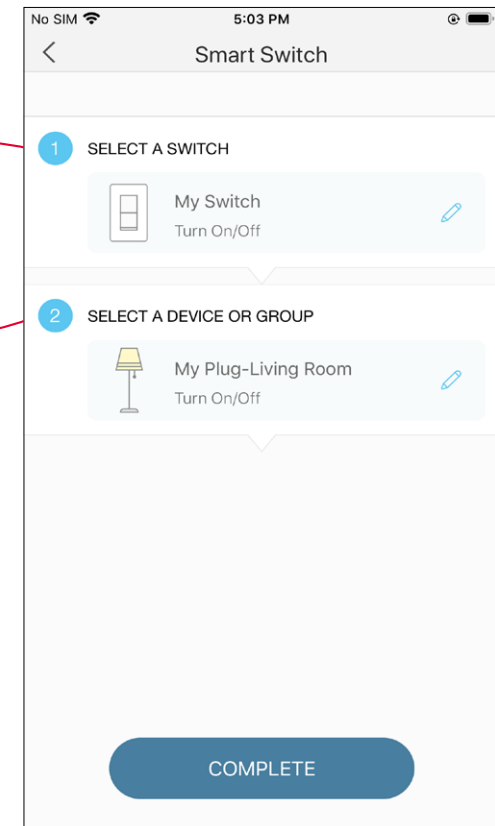 No SIM 5:03 PM
Smart Switch
1 SELECT A SWITCH
My Switch
Turn On/Off
2 SELECT A DEVICE OR GROUP
My Plug-Living Room
Turn On/Off
COMPLETE